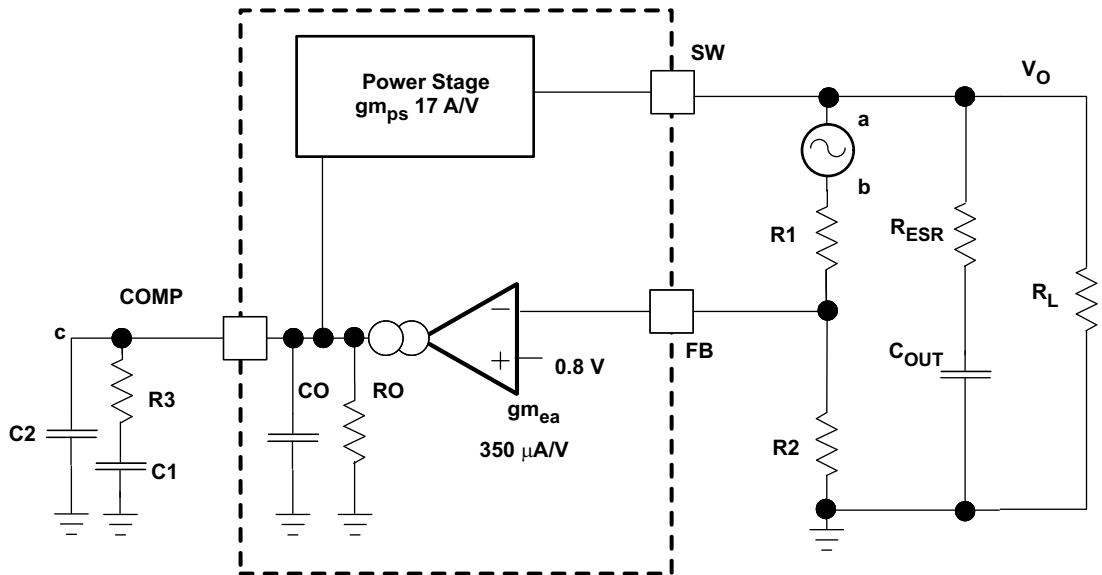 SW
Power Stage
gm_ps 17 A/V
V_O
a
b
R1
R_ESR
R_L
COMP
c
FB
C_OUT
0.8 V
R3
CO
RO
gm_ea
350 μA/V
C2
C1
R2